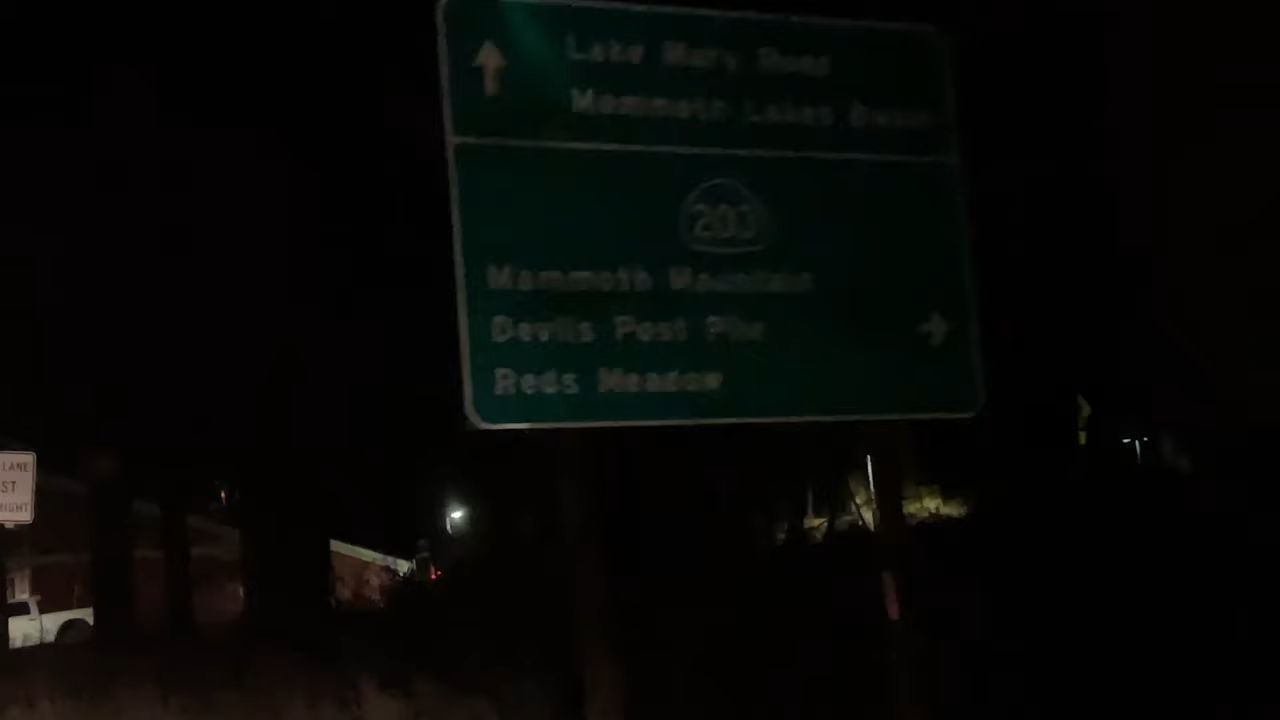 Lake Mary Road
Mammoth Lakes Basin
203
Mammoth Mountain
Devils Post Pile
Reds Meadow
LANE
ST
RIGHT